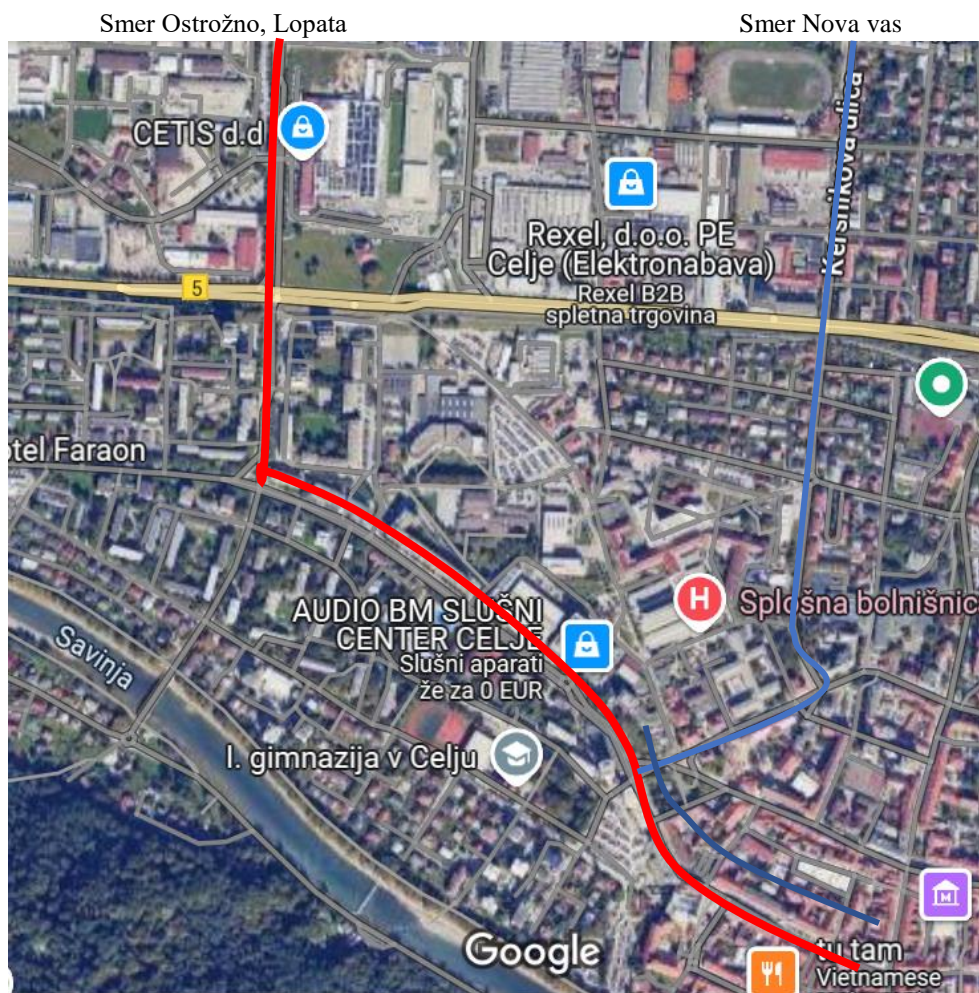 Smer Ostrožno, Lopata
Smer Nova vas
CETIS d.d
Kersnikova ulica
Rexel, d.o.o. PE
Celje (Elektronabava)
Rexel B2B
spletna trgovina
5
otel Faraon
H
Splošna bolnišnic
AUDIO BM SLUŠNI
CENTER CELJE
Slušni aparati
že za 0 EUR
Savinja
I. gimnazija v Celju
M
Google
tu tam
Vietnamese